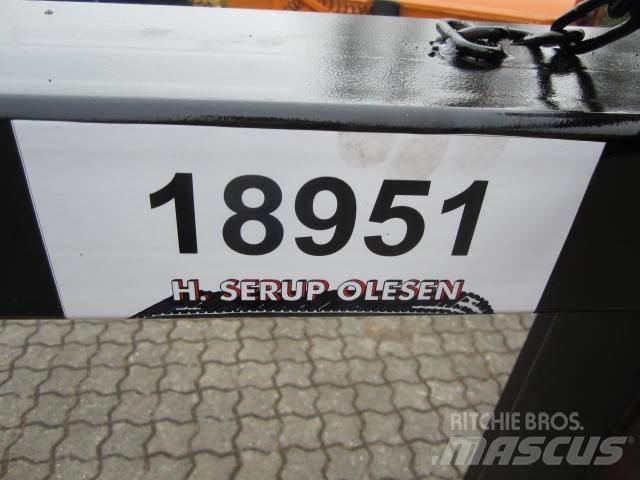 18951
H. SERUP OLESEN
RITCHIE BROS.
MASCUS